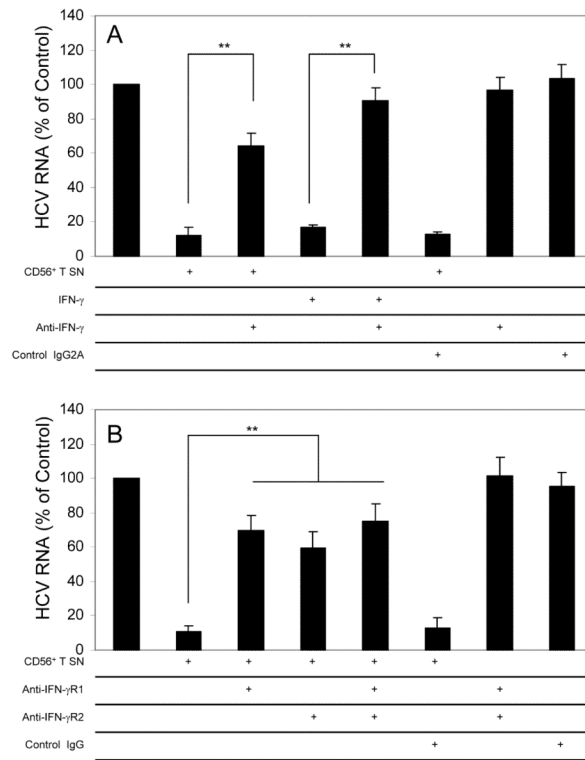 140
A
120
** **
100
80
60
40
20
0
HCV RNA (% of Control)
CD56+ T SN + + +
IFN-γ + +
Anti-IFN-γ + + +
Control IgG2A + +
140
B
120
**
100
80
60
40
20
0
HCV RNA (% of Control)
CD56+ T SN + + + + +
Anti-IFN-γR1 + + +
Anti-IFN-γR2 + + +
Control IgG + +